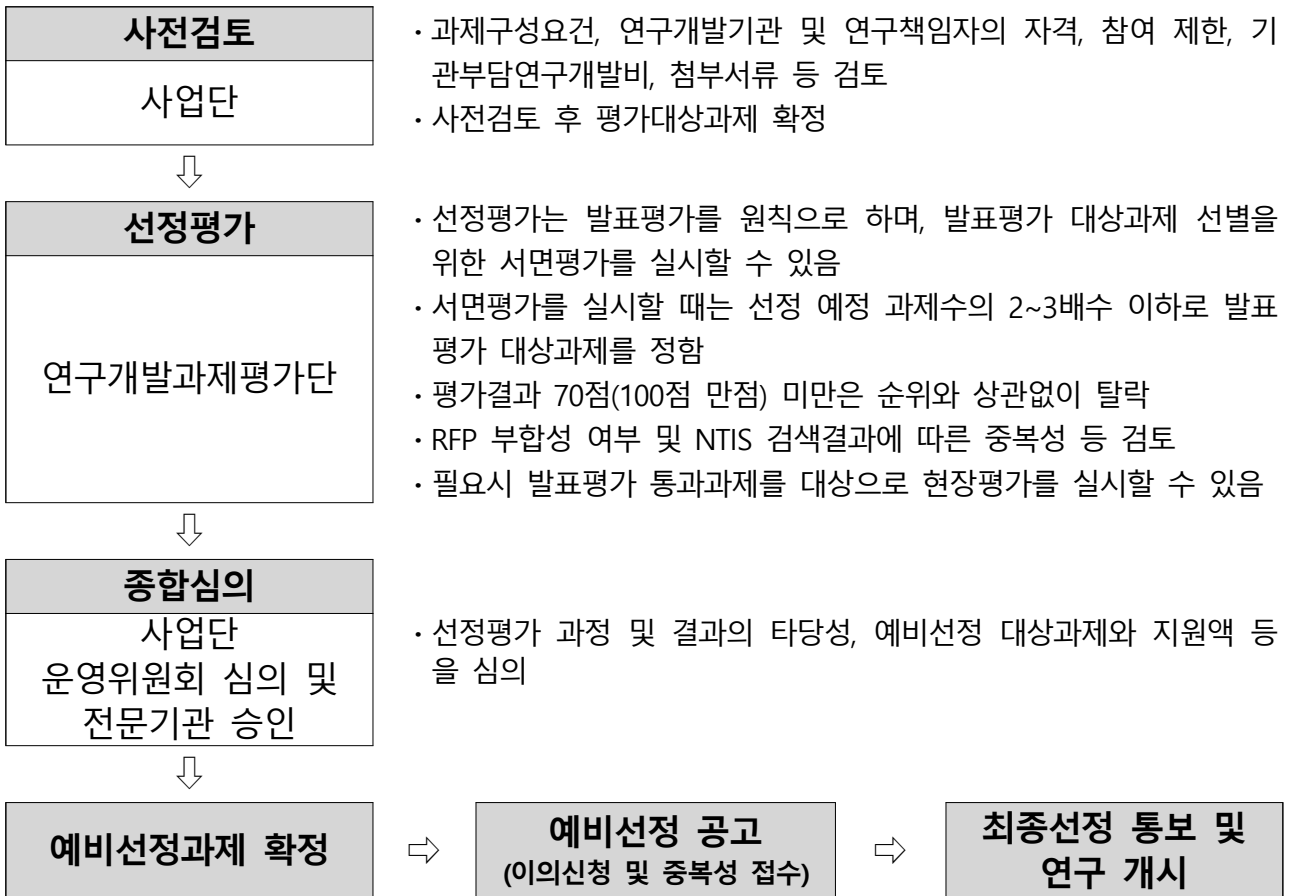 사전검토
사업단
· 과제구성요건, 연구개발기관 및 연구책임자의 자격, 참여 제한, 기
관부담연구개발비, 첨부서류 등 검토
· 사전검토 후 평가대상과제 확정
⇩
선정평가
연구개발과제평가단
· 선정평가는 발표평가를 원칙으로 하며, 발표평가 대상과제 선별을
위한 서면평가를 실시할 수 있음
· 서면평가를 실시할 때는 선정 예정 과제수의 2~3배수 이하로 발표
평가 대상과제를 정함
· 평가결과 70점(100점 만점) 미만은 순위와 상관없이 탈락
· RFP 부합성 여부 및 NTIS 검색결과에 따른 중복성 등 검토
· 필요시 발표평가 통과과제를 대상으로 현장평가를 실시할 수 있음
⇩
종합심의
사업단
운영위원회 심의 및
전문기관 승인
· 선정평가 과정 및 결과의 타당성, 예비선정 대상과제와 지원액 등
을 심의
⇩
예비선정과제 확정
⇨
예비선정 공고
(이의신청 및 중복성 접수)
⇨
최종선정 통보 및
연구 개시